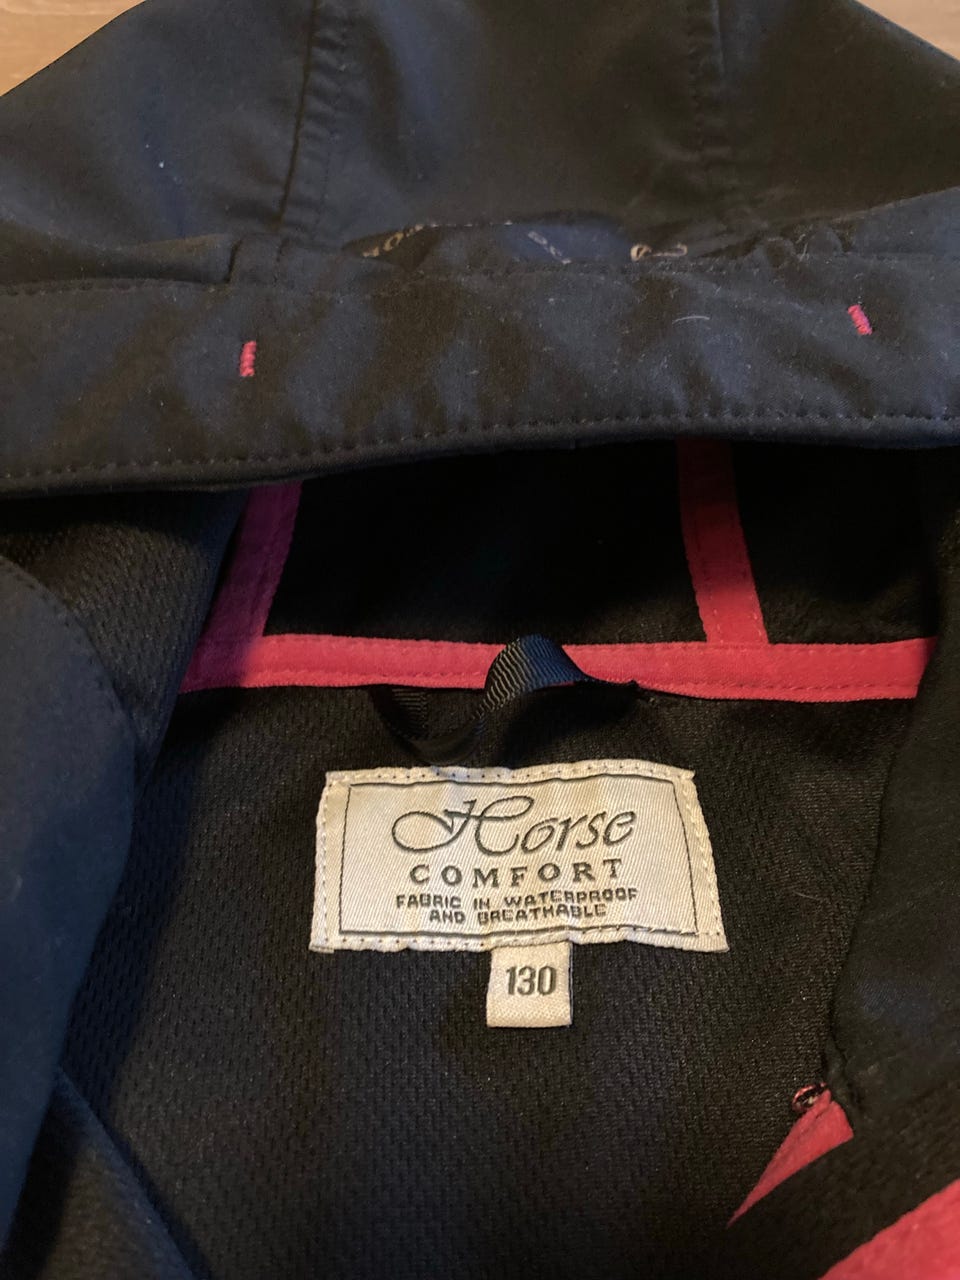 Horse
COMFORT
FABRIC IN WATERPROOF
AND BREATHABLE
130